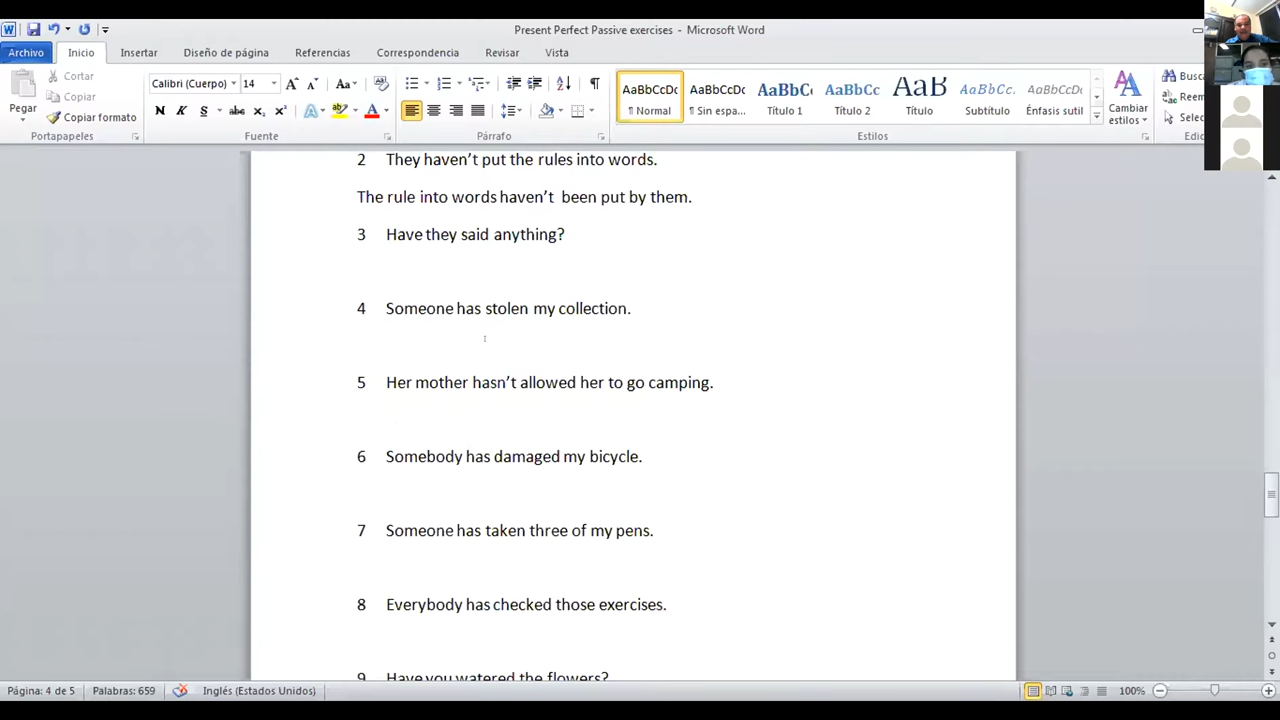 Present Perfect Passive exercises - Microsoft Word
Archivo Inicio Insertar Diseño de página Referencias Correspondencia Revisar Vista
Pegar
Cortar
Copiar
Copiar formato
Portapapeles
Calibri (Cuerpo) 14
Fuente
Párrafo
AaBbCcDc AaBbCcDc AaBbC AaBbCc AaB AaBbCc. AaBbCcDc
¶ Normal ¶ Sin espa... Título 1 Título 2 Título Subtítulo Énfasis sutil
Cambiar
estilos
Estilos
Busca
Reem
Selec
Edic
2 They haven’t put the rules into words.
The rule into words haven’t been put by them.
3 Have they said anything?
4 Someone has stolen my collection.
5 Her mother hasn’t allowed her to go camping.
6 Somebody has damaged my bicycle.
7 Someone has taken three of my pens.
8 Everybody has checked those exercises.
9 Have you watered the flowers?
Página: 4 de 5 Palabras: 659 Inglés (Estados Unidos) 100%